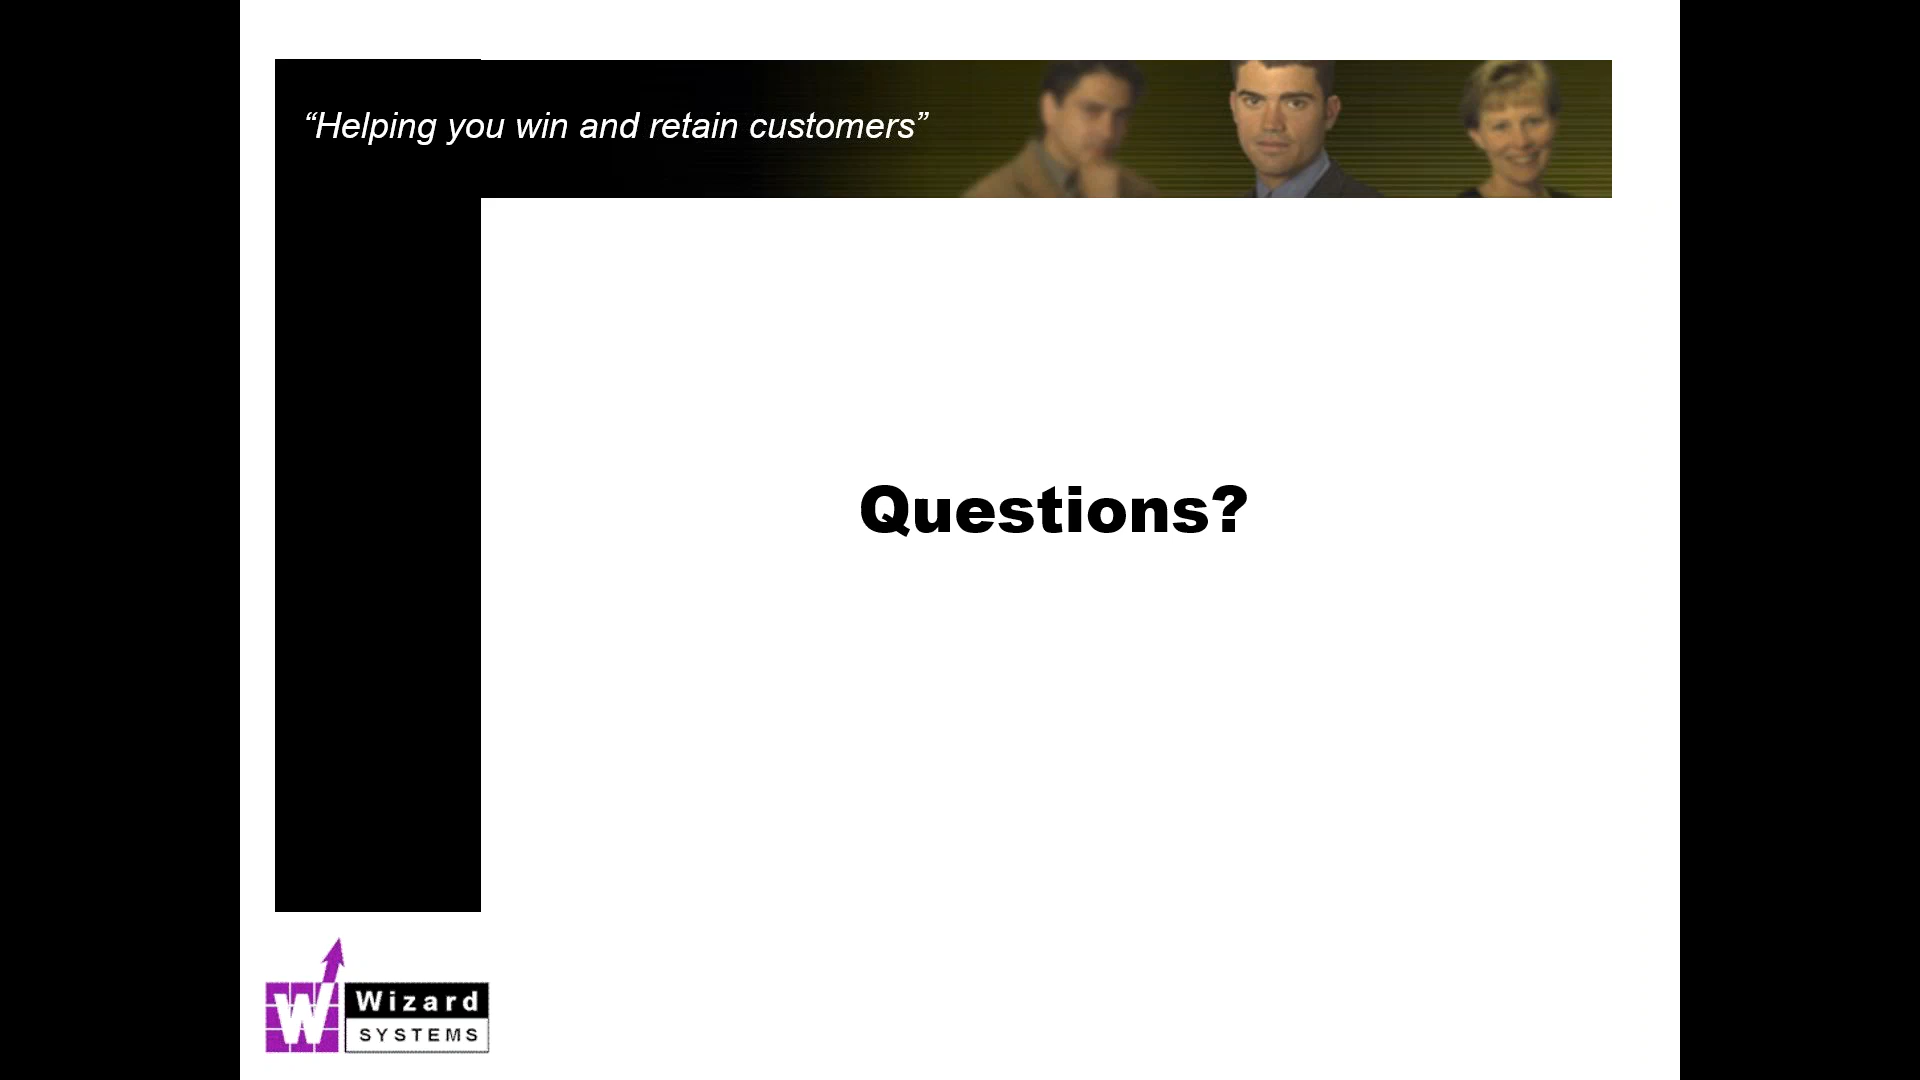 “Helping you win and retain customers”
Questions?
W
Wizard
SYSTEMS